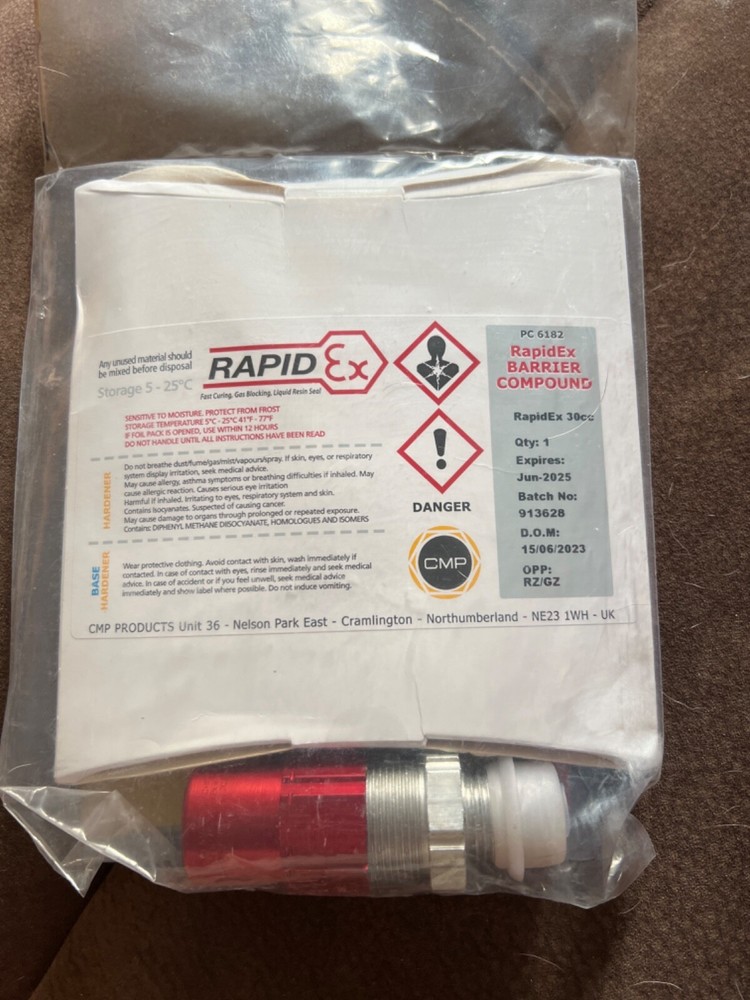 Any unused material should
be mixed before disposal
Storage 5 - 25°C
RAPID Ex
Fast Curing, Gas Blocking, Liquid Resin Seal
SENSITIVE TO MOISTURE. PROTECT FROM FROST
STORAGE TEMPERATURE 5°C - 25°C 41°F - 77°F
IF FOIL PACK IS OPENED, USE WITHIN 12 HOURS
DO NOT HANDLE UNTIL ALL INSTRUCTIONS HAVE BEEN READ
HARDENER
Do not breathe dust/fume/gas/mist/vapours/spray. If skin, eyes, or respiratory
system display irritation, seek medical advice.
May cause allergy, asthma symptoms or breathing difficulties if inhaled. May
cause allergic reaction. Causes serious eye irritation
Harmful if inhaled. Irritating to eyes, respiratory system and skin.
Contains Isocyanates. Suspected of causing cancer.
May cause damage to organs through prolonged or repeated exposure.
Contains: DIPHENYL METHANE DIISOCYANATE, HOMOLOGUES AND ISOMERS
BASE
HARDENER
Wear protective clothing. Avoid contact with skin, wash immediately if
contacted. In case of contact with eyes, rinse immediately and seek medical
advice. In case of accident or if you feel unwell, seek medical advice
immediately and show label where possible. Do not induce vomiting.
DANGER
CMP
PC 6182
RapidEx
BARRIER
COMPOUND
RapidEx 30cc
Qty: 1
Expires:
Jun-2025
Batch No:
913628
D.O.M:
15/06/2023
OPP:
RZ/GZ
CMP PRODUCTS Unit 36 - Nelson Park East - Cramlington - Northumberland - NE23 1WH - UK